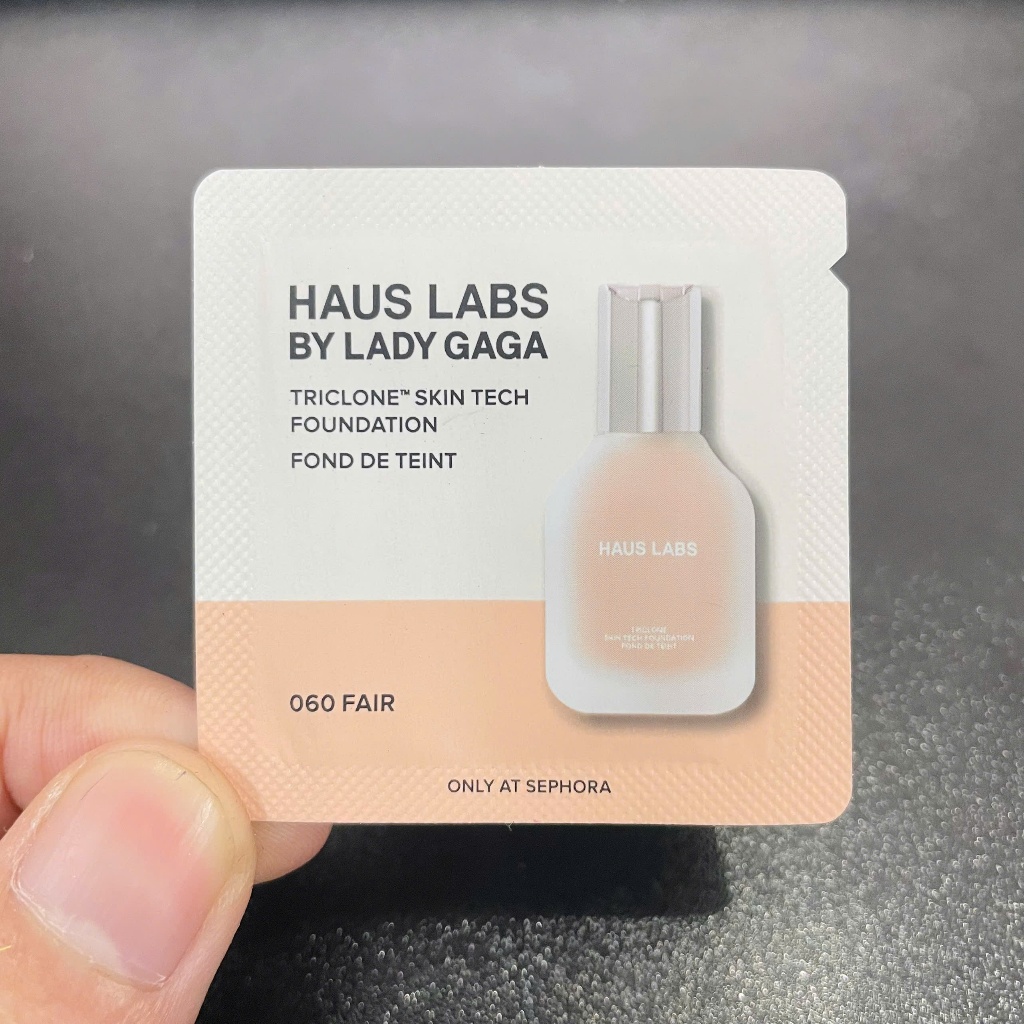 HAUS LABS
BY LADY GAGA
TRICLONE™ SKIN TECH
FOUNDATION
FOND DE TEINT
HAUS LABS
TRICLONE
SKIN TECH FOUNDATION
FOND DE TEINT
060 FAIR
ONLY AT SEPHORA